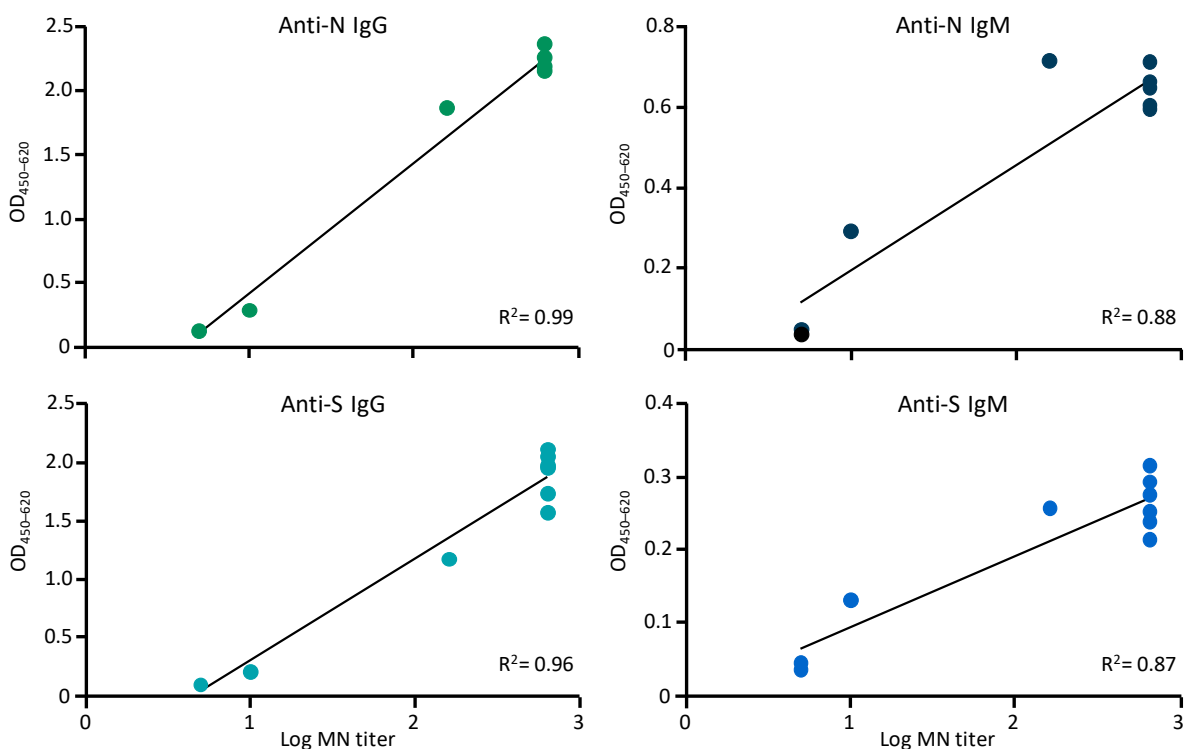 Anti-N IgG
2.5
2.0
1.5
1.0
0.5
0
OD450–620
R²= 0.99
Anti-N IgM
0.8
0.6
0.4
0.2
0
OD450–620
R²= 0.88
Anti-S IgG
2.5
2.0
1.5
1.0
0.5
0
OD450–620
R²= 0.96
0 1 2 3
Log MN titer
Anti-S IgM
0.4
0.3
0.2
0.1
0
OD450–620
R²= 0.87
0 1 2 3
Log MN titer